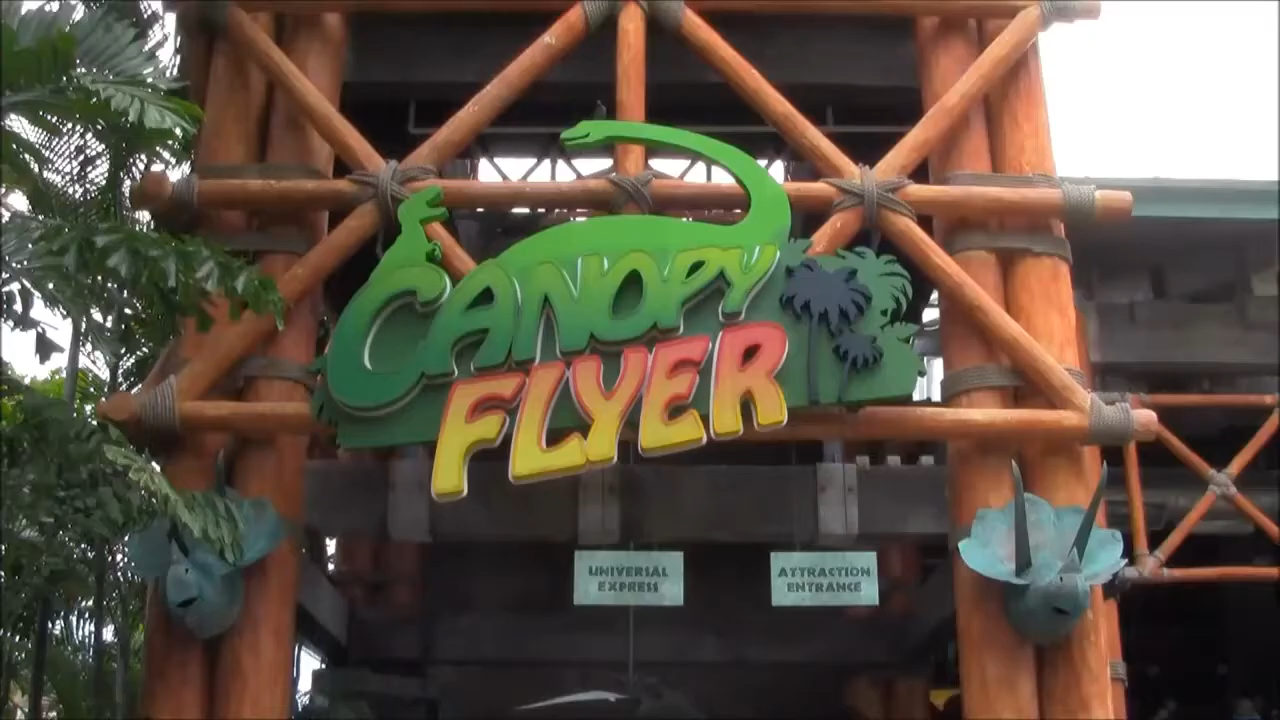 CANOPY
FLYER
UNIVERSAL
EXPRESS
ATTRACTION
ENTRANCE